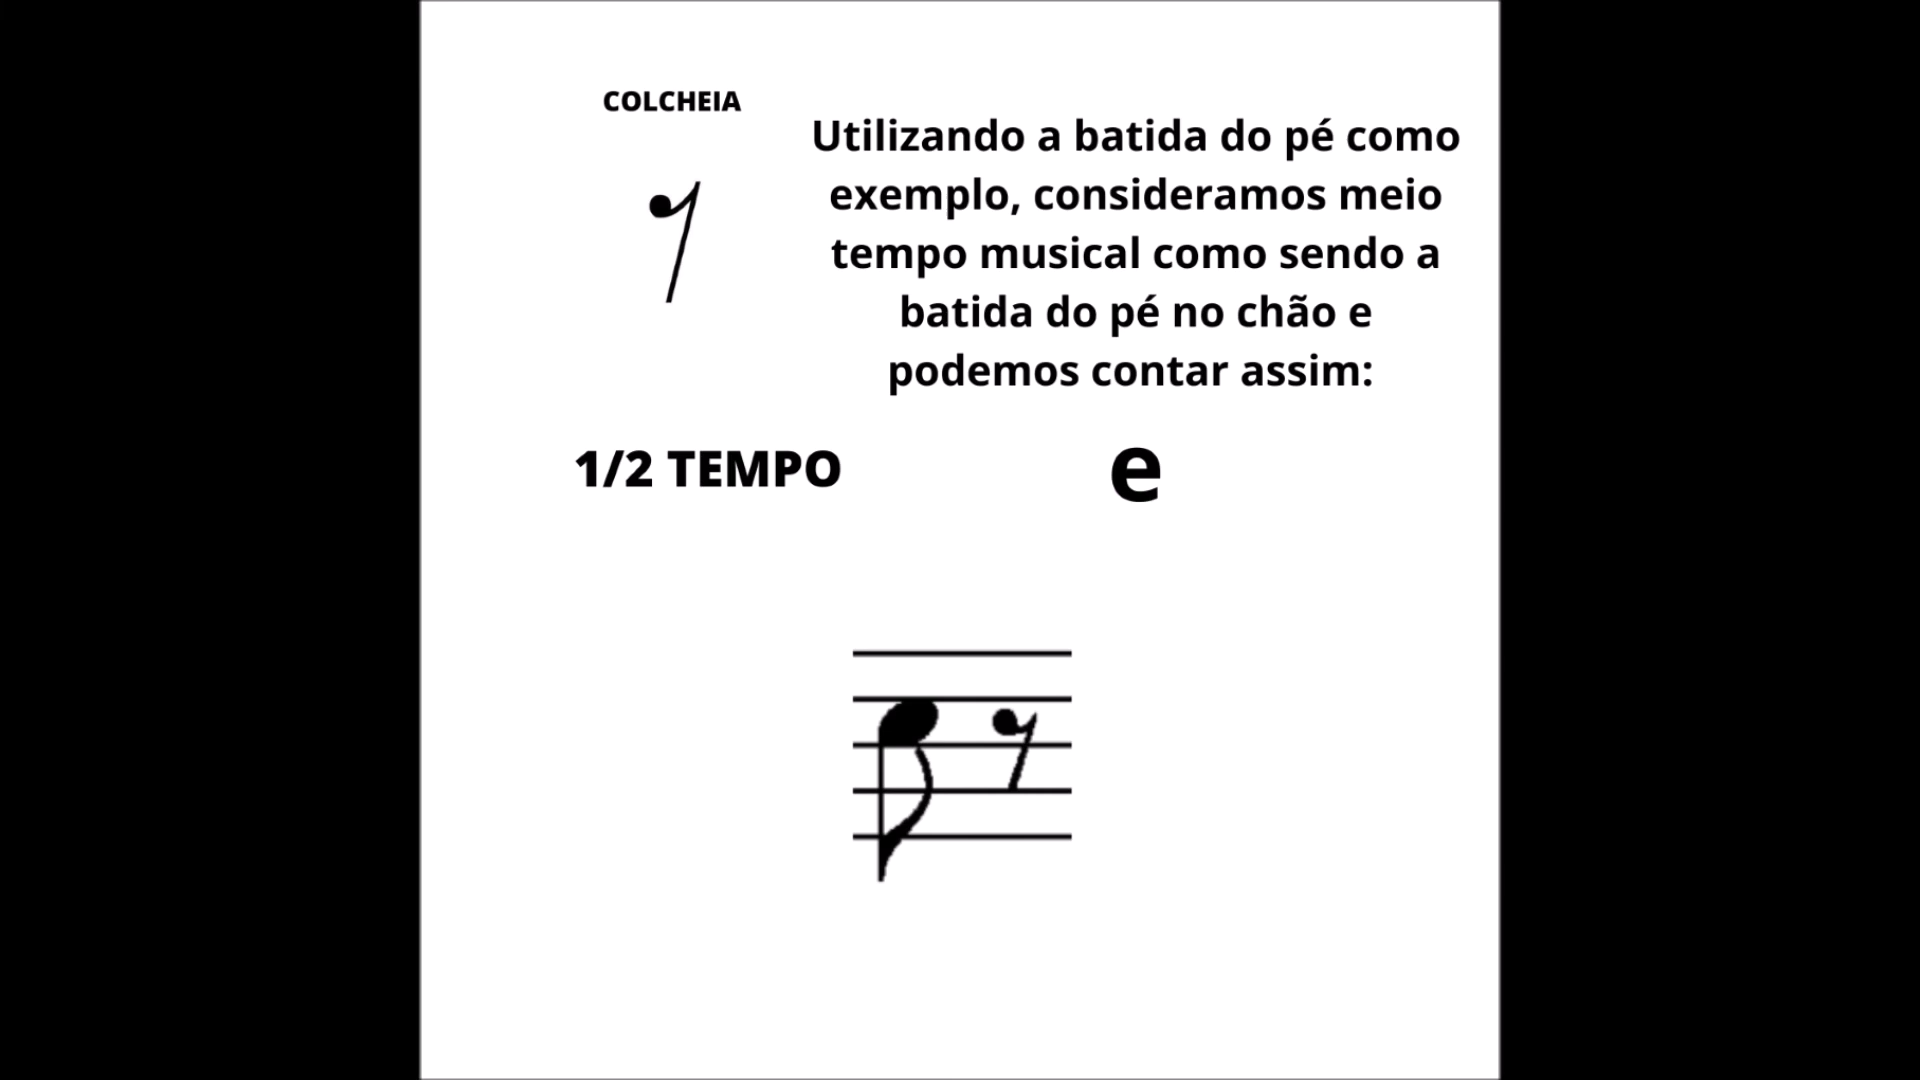 COLCHEIA
Utilizando a batida do pé como
exemplo, consideramos meio
tempo musical como sendo a
batida do pé no chão e
podemos contar assim:
1/2 TEMPO
e